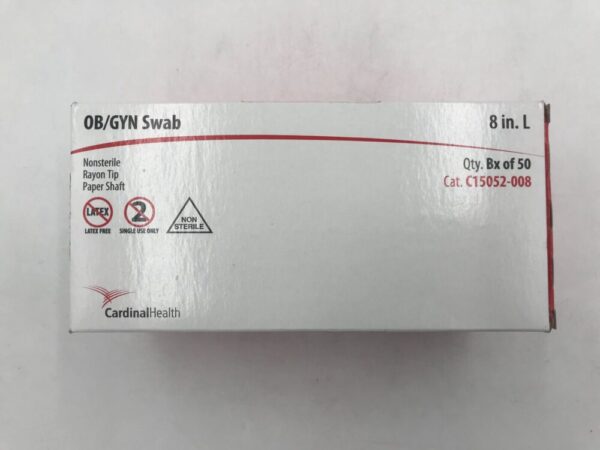 OB/GYN Swab
8 in. L
Nonsterile
Rayon Tip
Paper Shaft
Qty. Bx of 50
Cat. C15052-008
LATEX
LATEX FREE
2
SINGLE USE ONLY
NON
STERILE
CardinalHealth